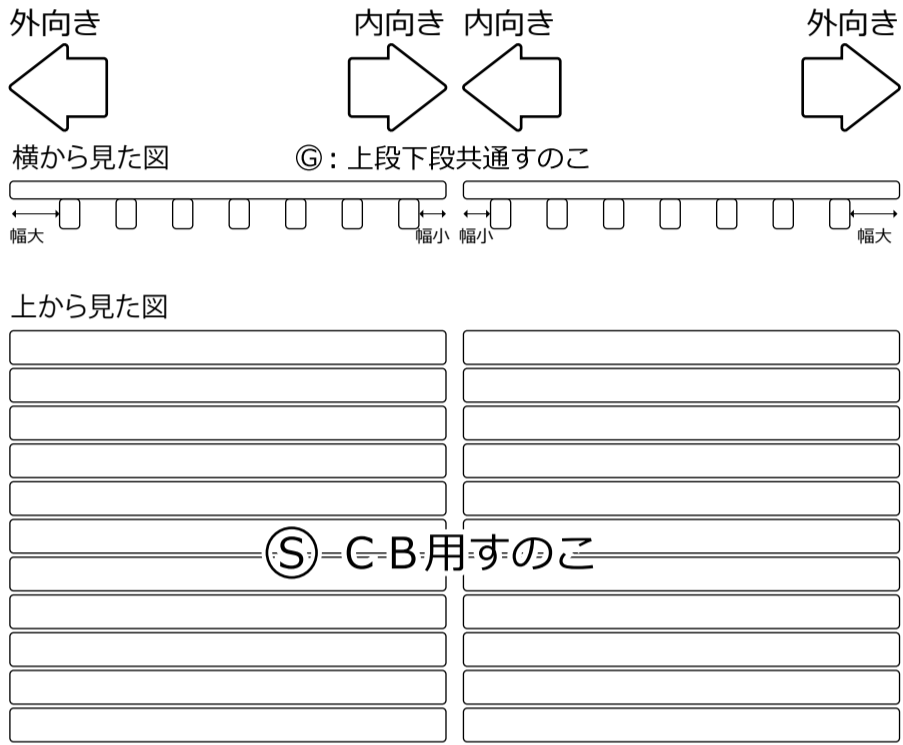 外向き 内向き 内向き 外向き
横から見た図 Ⓖ：上段下段共通すのこ
幅大 幅小 幅小 幅大
上から見た図
Ⓢ ＣＢ用すのこ